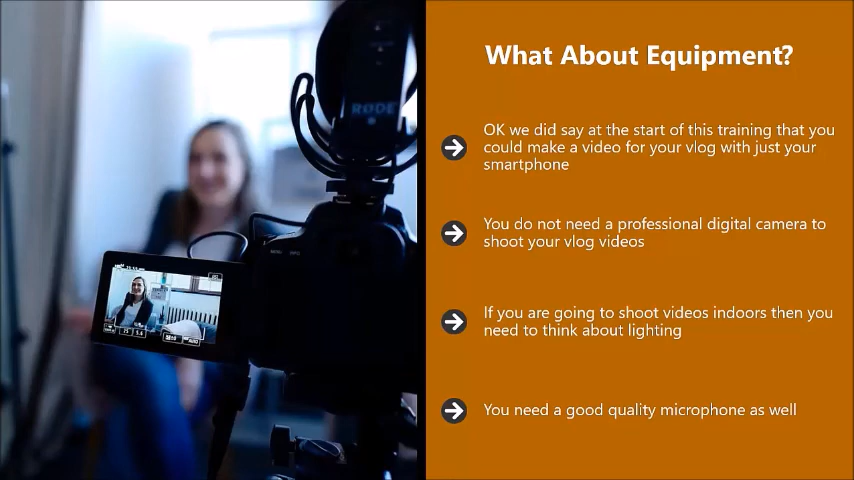 What About Equipment?
OK we did say at the start of this training that you
could make a video for your vlog with just your
smartphone
You do not need a professional digital camera to
shoot your vlog videos
If you are going to shoot videos indoors then you
need to think about lighting
You need a good quality microphone as well
RØDE